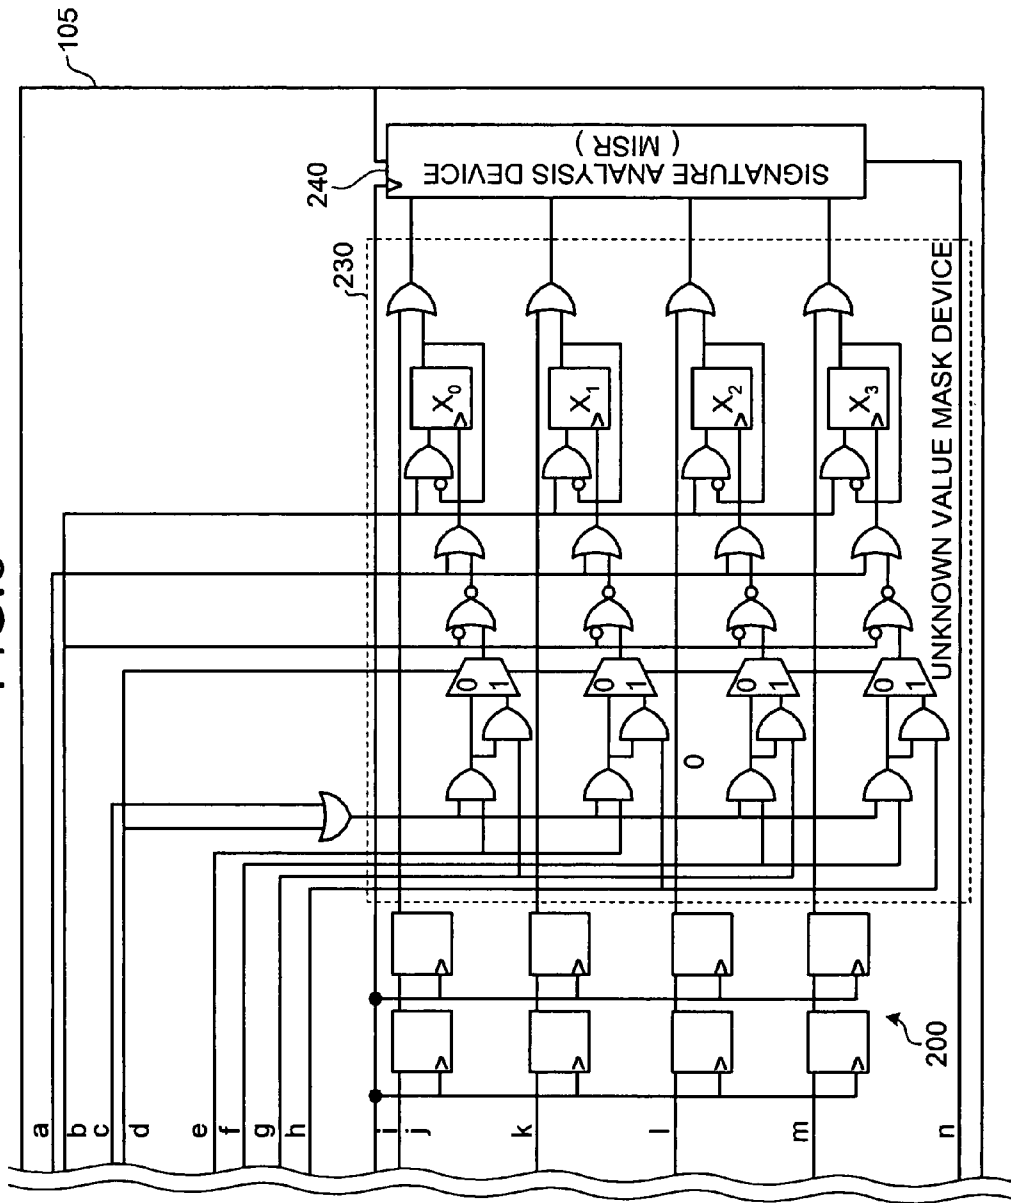 105
240
SIGNATURE ANALYSIS DEVICE
( MISR )
230
X0
X1
X2
X3
0
1
0
1
0
1
0
1
0
UNKNOWN VALUE MASK DEVICE
200
a
b
c
d
e
f
g
h
i
j
k
l
m
n